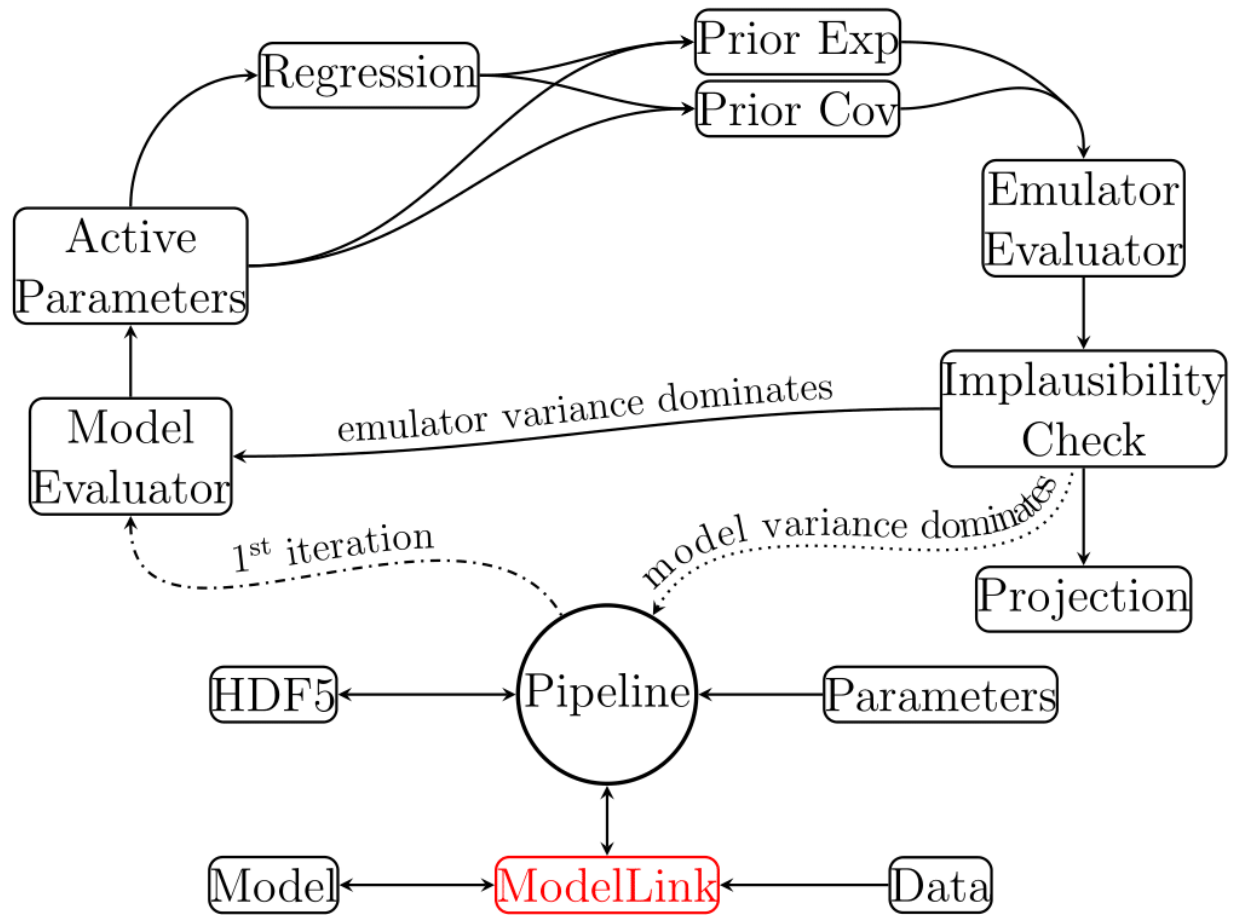 Prior Exp
Regression
Prior Cov
Emulator
Evaluator
Active
Parameters
Implausibility
Check
emulator variance dominates
Model
Evaluator
model variance dominates
1st iteration
Projection
HDF5
Pipeline
Parameters
Model
ModelLink
Data